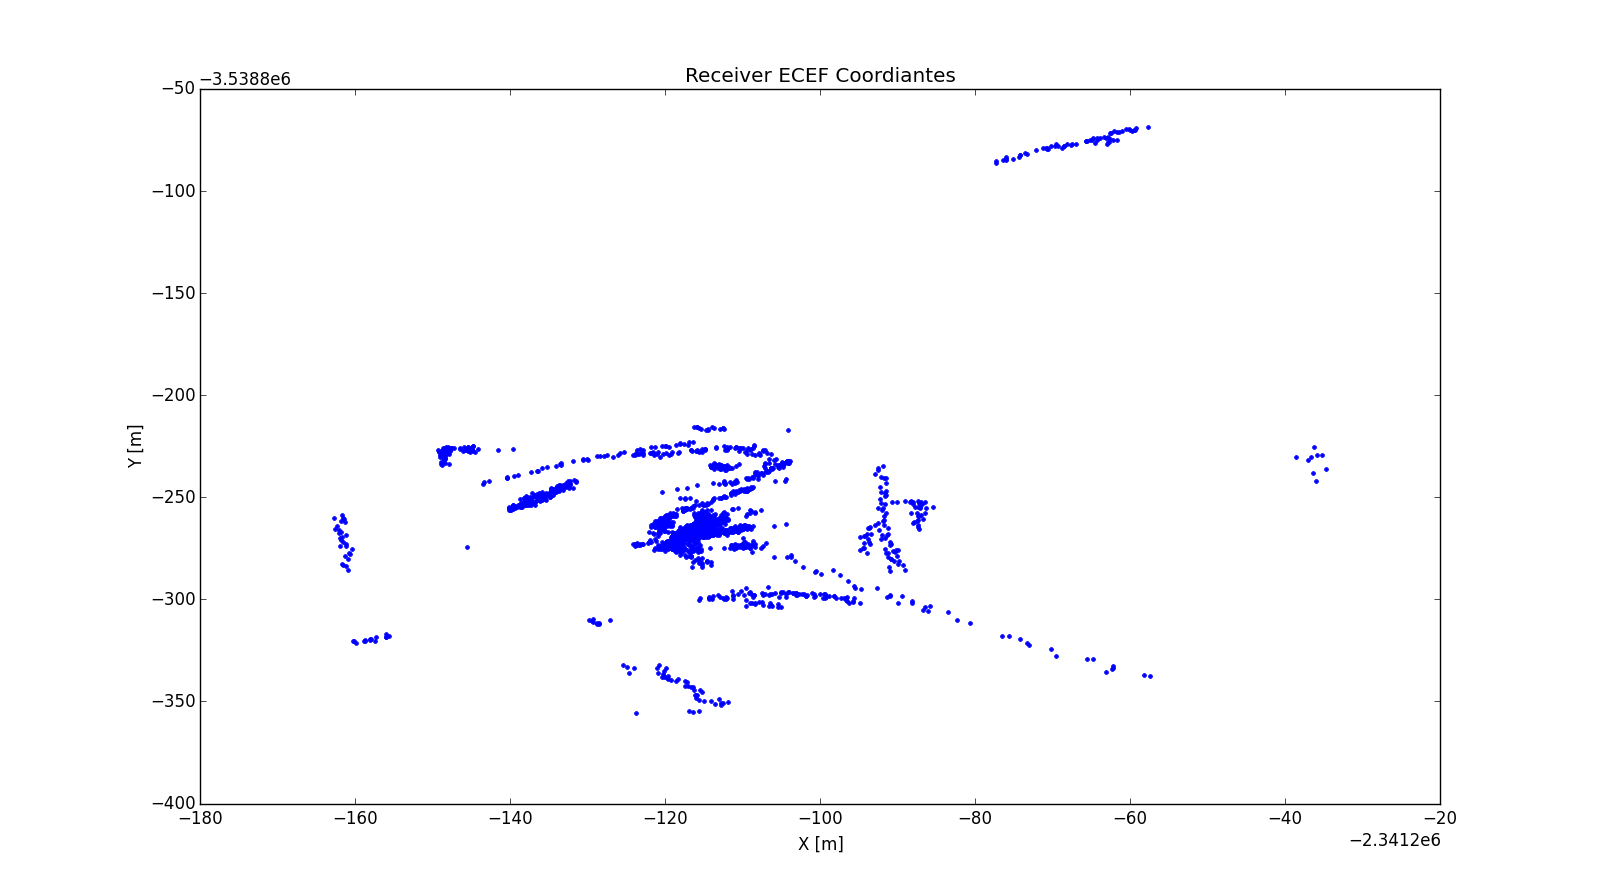 Receiver ECEF Coordiantes
−3.5388e6
−50
−100
−150
−200
−250
−300
−350
−400
Y [m]
−180 −160 −140 −120 −100 −80 −60 −40 −20
X [m]
−2.3412e6